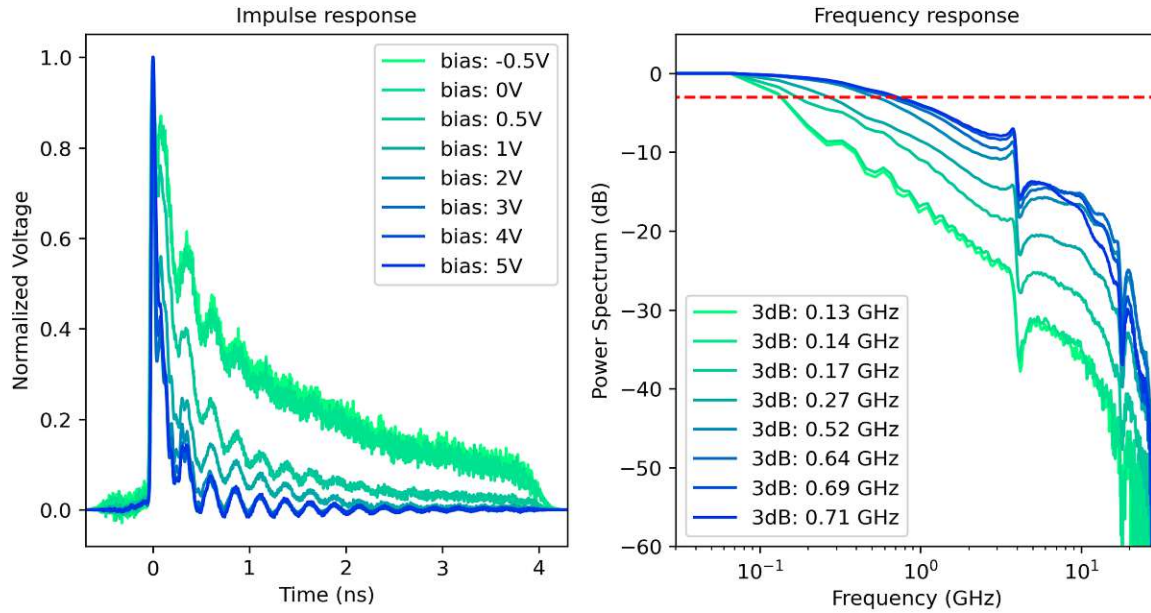 Impulse response
Normalized Voltage
1.0
0.8
0.6
0.4
0.2
0.0
0
1
2
3
4
Time (ns)
bias: -0.5V
bias: 0V
bias: 0.5V
bias: 1V
bias: 2V
bias: 3V
bias: 4V
bias: 5V
Frequency response
Power Spectrum (dB)
0
−10
−20
−30
−40
−50
−60
10⁻¹
10⁰
10¹
Frequency (GHz)
3dB: 0.13 GHz
3dB: 0.14 GHz
3dB: 0.17 GHz
3dB: 0.27 GHz
3dB: 0.52 GHz
3dB: 0.64 GHz
3dB: 0.69 GHz
3dB: 0.71 GHz